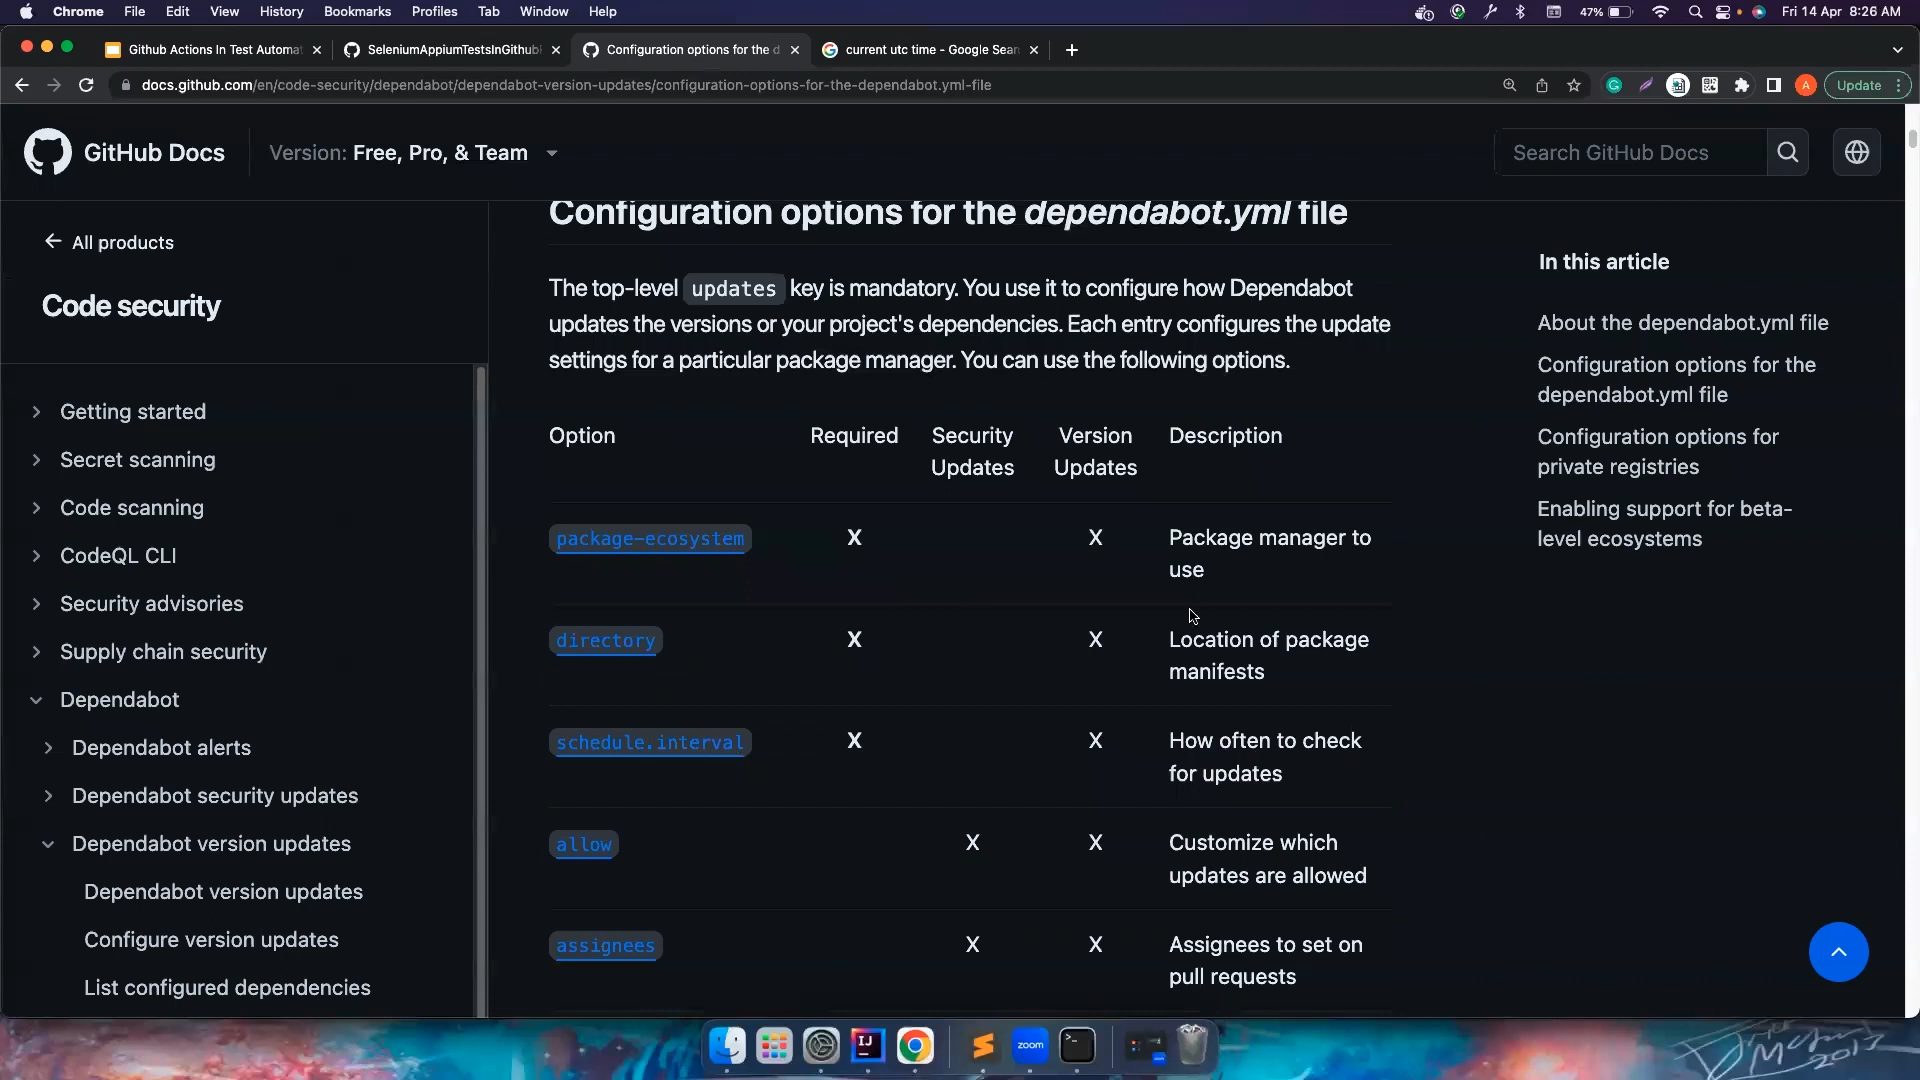 Chrome File Edit View History Bookmarks Profiles Tab Window Help 47% Fri 14 Apr 8:26 AM
Github Actions In Test Automat SeleniumAppiumTestsInGithub Configuration options for the d current utc time - Google Sear
docs.github.com/en/code-security/dependabot/dependabot-version-updates/configuration-options-for-the-dependabot.yml-file A Update
GitHub Docs Version: Free, Pro, & Team Search GitHub Docs
All products
Code security
Getting started
Secret scanning
Code scanning
CodeQL CLI
Security advisories
Supply chain security
Dependabot
Dependabot alerts
Dependabot security updates
Dependabot version updates
Dependabot version updates
Configure version updates
List configured dependencies
Configuration options for the dependabot.yml file
The top-level updates key is mandatory. You use it to configure how Dependabot
updates the versions or your project's dependencies. Each entry configures the update
settings for a particular package manager. You can use the following options.
Option Required Security Updates Version Updates Description
package-ecosystem X X Package manager to
use
directory X X Location of package
manifests
schedule.interval X X How often to check
for updates
allow X X Customize which
updates are allowed
assignees X X Assignees to set on
pull requests
In this article
About the dependabot.yml file
Configuration options for the
dependabot.yml file
Configuration options for
private registries
Enabling support for beta-
level ecosystems
IJ zoom
2017